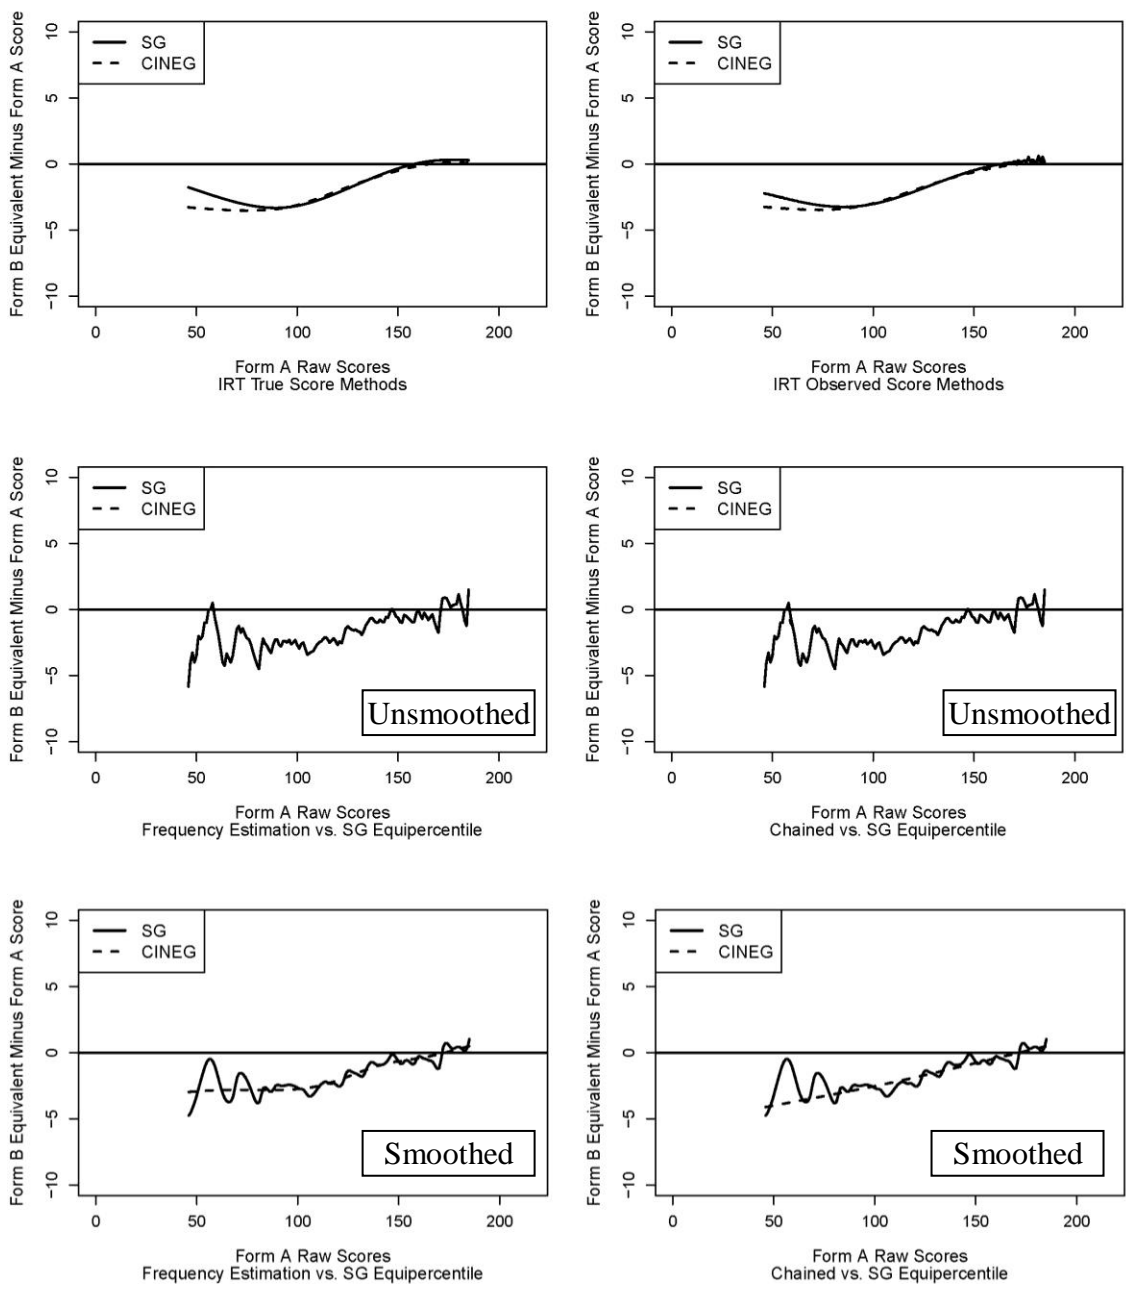 Form B Equivalent Minus Form A Score
10
5
0
−5
−10
SG
CINEG
0 50 100 150 200
Form A Raw Scores
IRT True Score Methods
Form B Equivalent Minus Form A Score
10
5
0
−5
−10
SG
CINEG
0 50 100 150 200
Form A Raw Scores
IRT Observed Score Methods
Form B Equivalent Minus Form A Score
10
5
0
−5
−10
SG
CINEG
Unsmoothed
0 50 100 150 200
Form A Raw Scores
Frequency Estimation vs. SG Equipercentile
Form B Equivalent Minus Form A Score
10
5
0
−5
−10
SG
CINEG
Unsmoothed
0 50 100 150 200
Form A Raw Scores
Chained vs. SG Equipercentile
Form B Equivalent Minus Form A Score
10
5
0
−5
−10
SG
CINEG
Smoothed
0 50 100 150 200
Form A Raw Scores
Frequency Estimation vs. SG Equipercentile
Form B Equivalent Minus Form A Score
10
5
0
−5
−10
SG
CINEG
Smoothed
0 50 100 150 200
Form A Raw Scores
Chained vs. SG Equipercentile